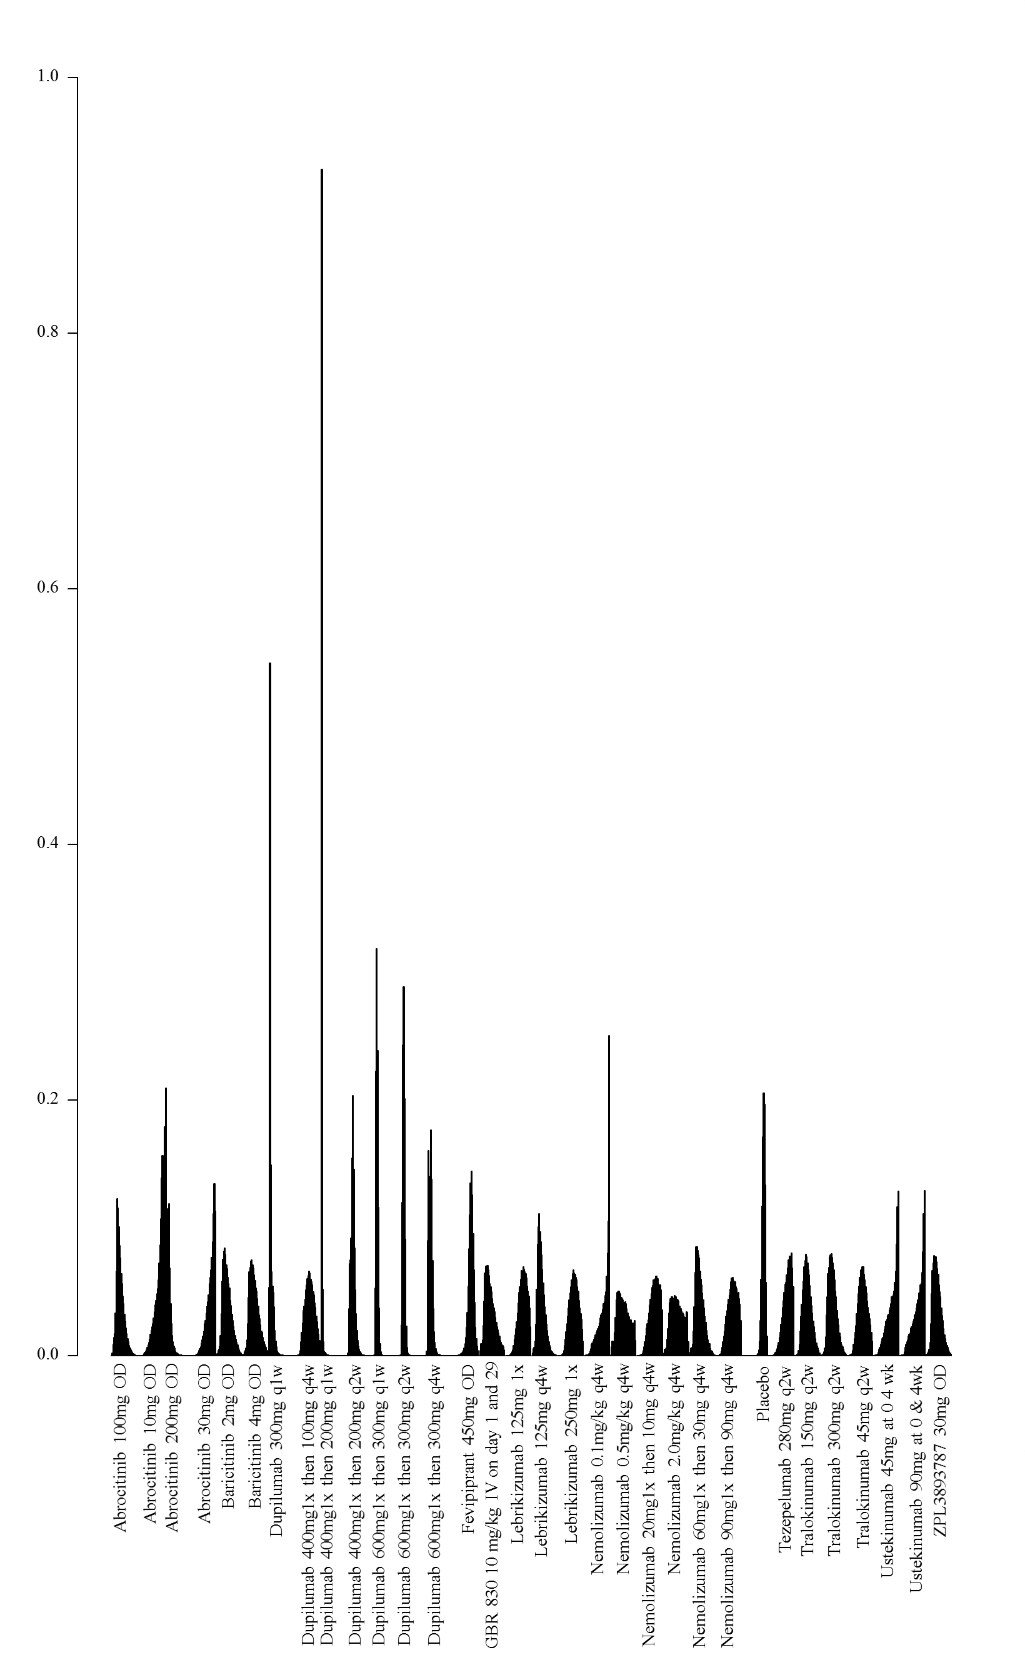 1.0
0.8
0.6
0.4
0.2
0.0
Abrocitinib 100mg OD
Abrocitinib 10mg OD
Abrocitinib 200mg OD
Abrocitinib 30mg OD
Baricitinib 2mg OD
Baricitinib 4mg OD
Dupilumab 300mg q1w
Dupilumab 400mg1x then 100mg q4w
Dupilumab 400mg1x then 200mg q1w
Dupilumab 400mg1x then 200mg q2w
Dupilumab 600mg1x then 300mg q1w
Dupilumab 600mg1x then 300mg q2w
Dupilumab 600mg1x then 300mg q4w
Fevipiprant 450mg OD
GBR 830 10 mg/kg IV on day 1 and 29
Lebrikizumab 125mg 1x
Lebrikizumab 125mg q4w
Lebrikizumab 250mg 1x
Nemolizumab 0.1mg/kg q4w
Nemolizumab 0.5mg/kg q4w
Nemolizumab 20mg1x then 10mg q4w
Nemolizumab 2.0mg/kg q4w
Nemolizumab 60mg1x then 30mg q4w
Nemolizumab 90mg1x then 90mg q4w
Placebo
Tezepelumab 280mg q2w
Tralokinumab 150mg q2w
Tralokinumab 300mg q2w
Tralokinumab 45mg q2w
Ustekinumab 45mg at 0 4 wk
Ustekinumab 90mg at 0 & 4wk
ZPL3893787 30mg OD